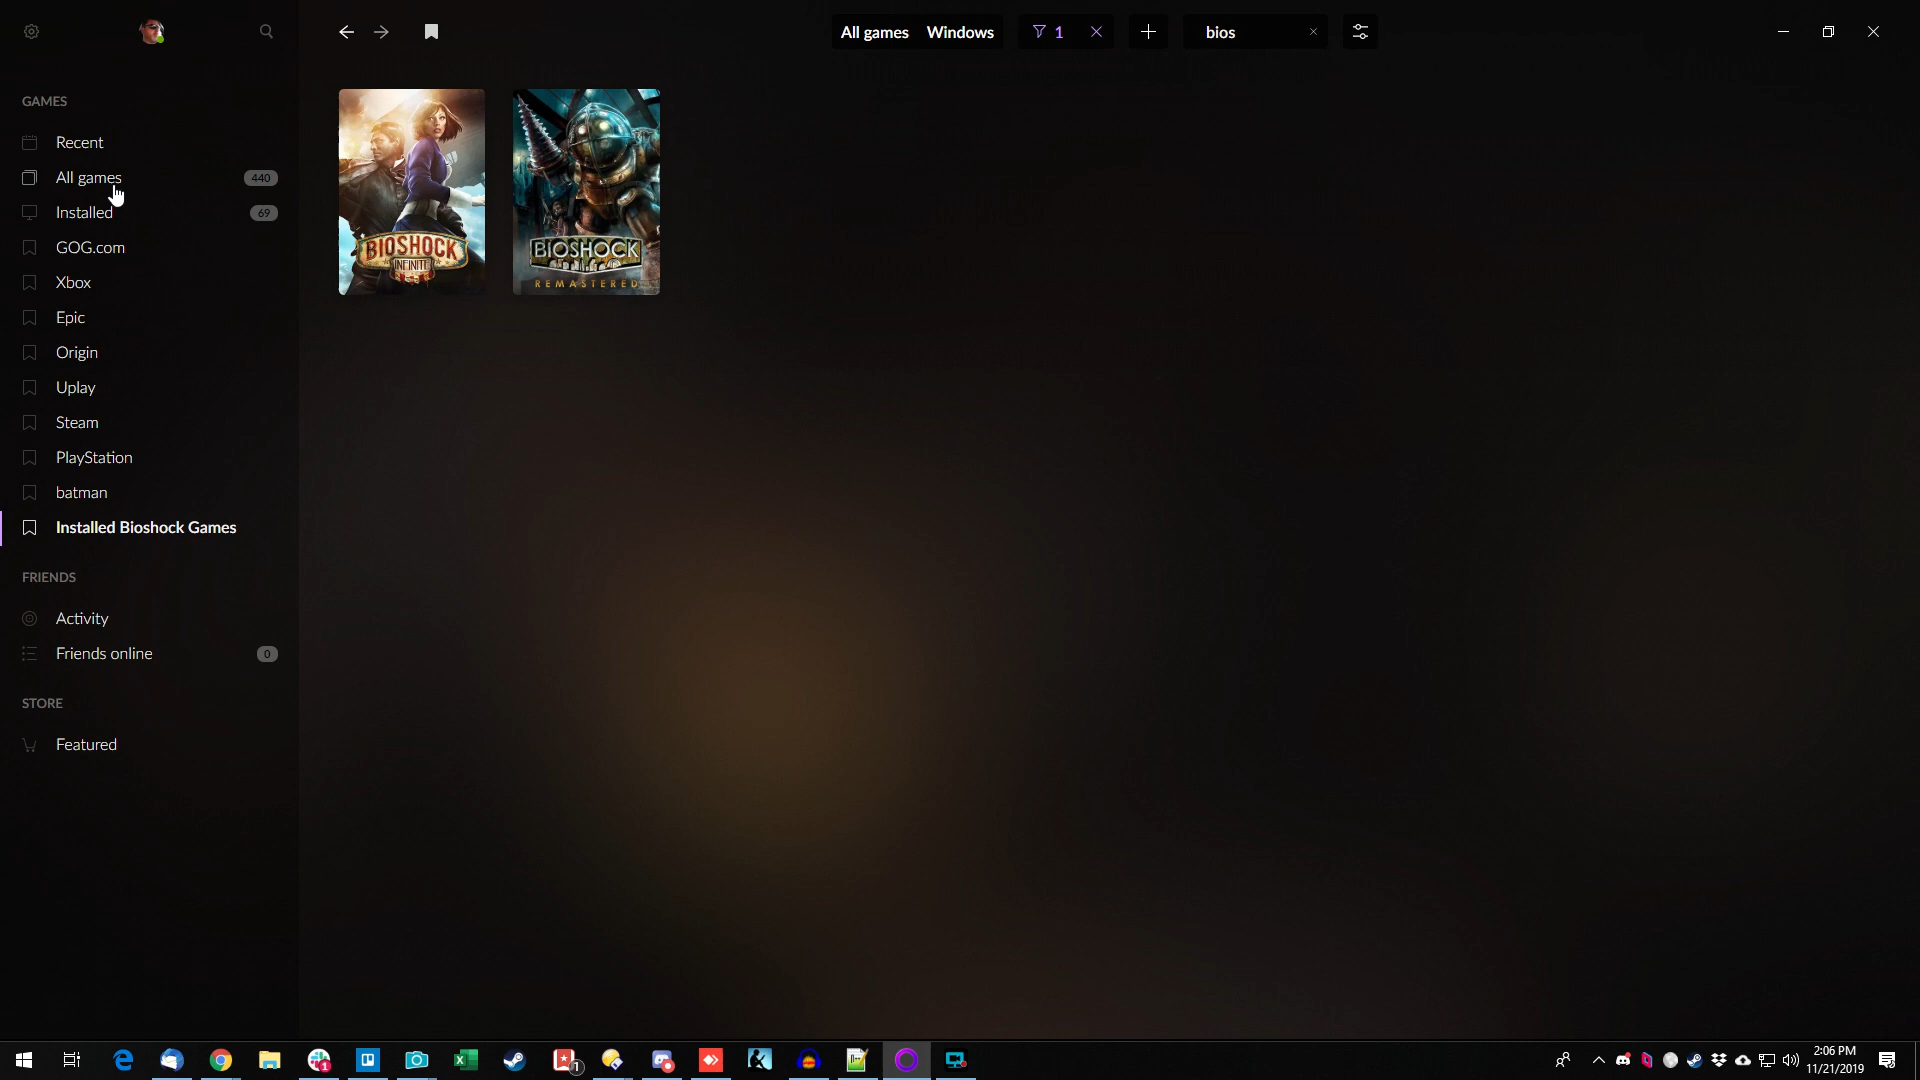 All games Windows 1 bios
GAMES
Recent
All games 440
Installed 69
GOG.com
Xbox
Epic
Origin
Uplay
Steam
PlayStation
batman
Installed Bioshock Games
FRIENDS
Activity
Friends online 0
STORE
Featured
BIOSHOCK
INFINITE
BIOSHOCK
REMASTERED
1
1
2:06 PM
11/21/2019